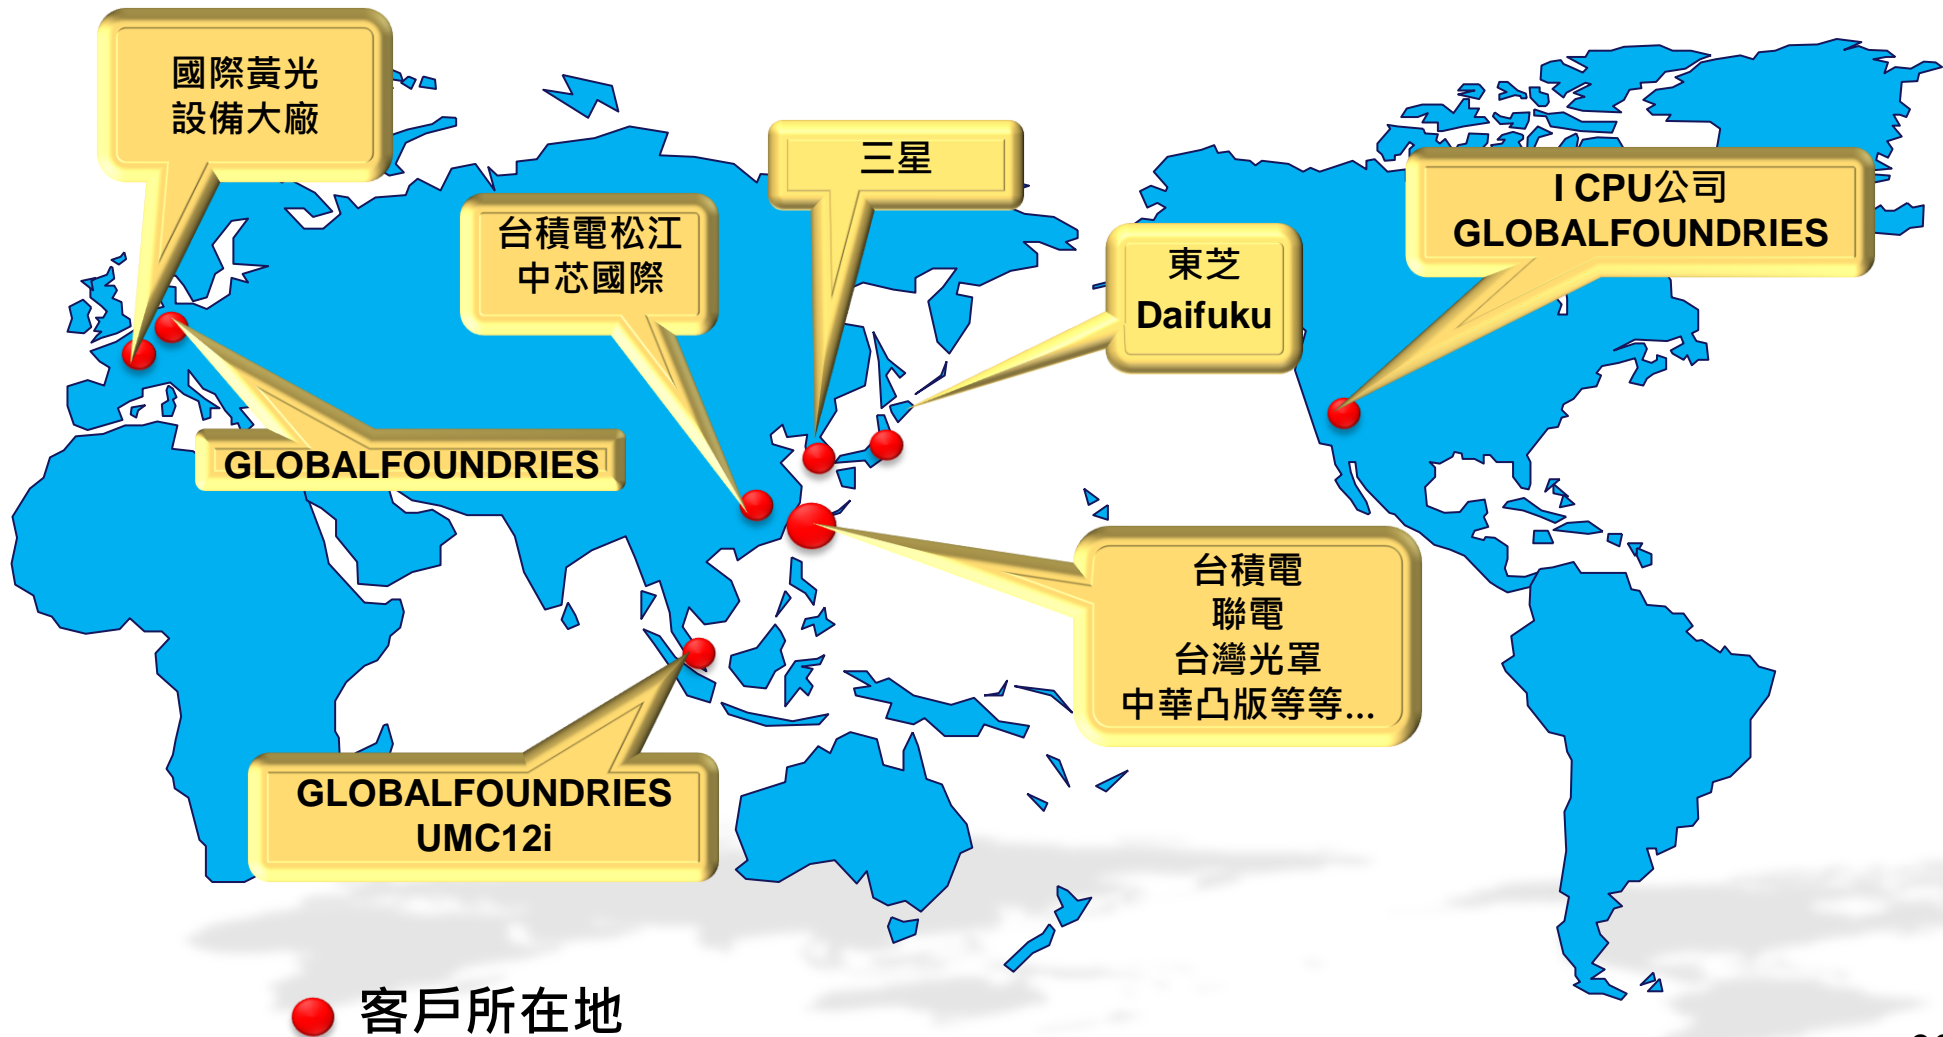 國際黃光
設備大廠
三星
I CPU公司
GLOBALFOUNDRIES
台積電松江
中芯國際
東芝
Daifuku
GLOBALFOUNDRIES
台積電
聯電
台灣光罩
中華凸版等等...
GLOBALFOUNDRIES
UMC12i
客戶所在地